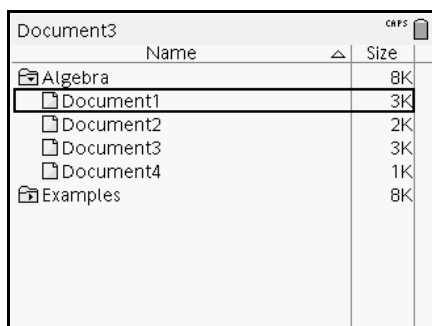 Document3 CAPS
Name Size
Algebra 8K
Document1 3K
Document2 2K
Document3 3K
Document4 1K
Examples 8K